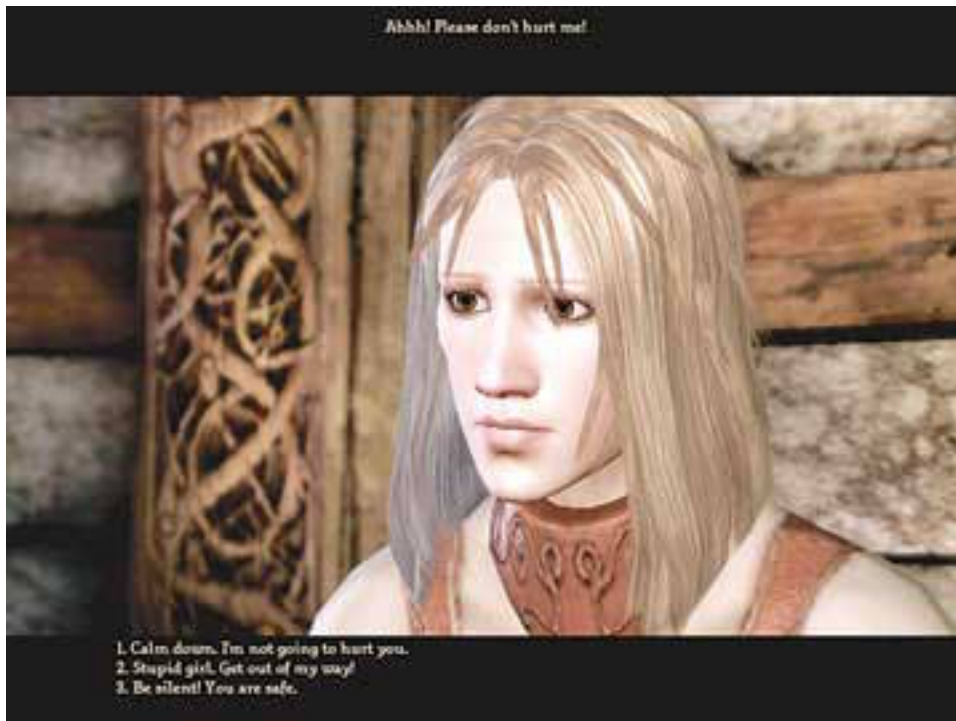 Ahhh! Please don't hurt me!
1. Calm down. I'm not going to hurt you.
2. Stupid girl. Get out of my way!
3. Be silent! You are safe.